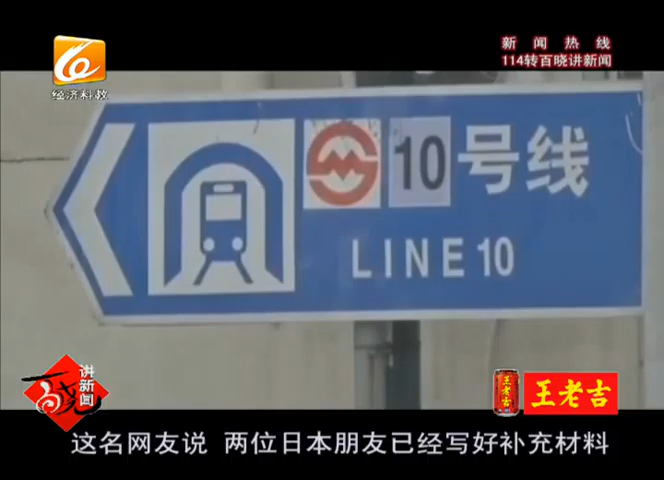 新闻热线
114转百晓讲新闻
经济科教
10号线
LINE 10
百晓
讲新闻
王老吉
王老吉
这名网友说 两位日本朋友已经写好补充材料